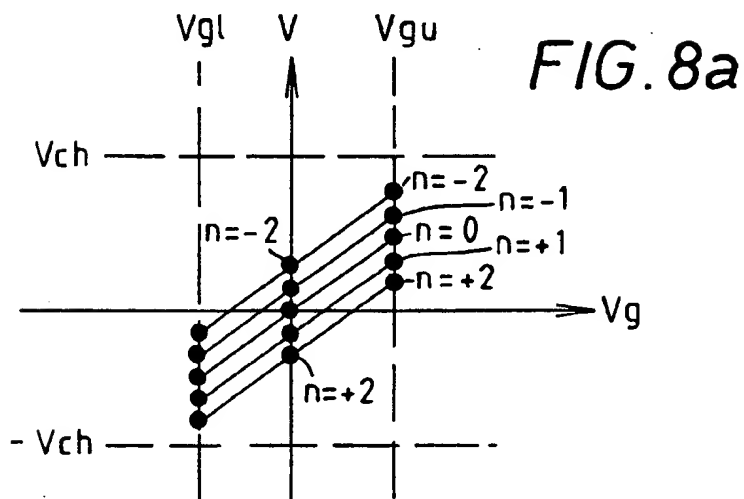 Vgl V Vgu
FIG. 8a
Vch
n=-2
n=-1
n=-2
n=0
n=+1
n=+2
Vg
n=+2
- Vch